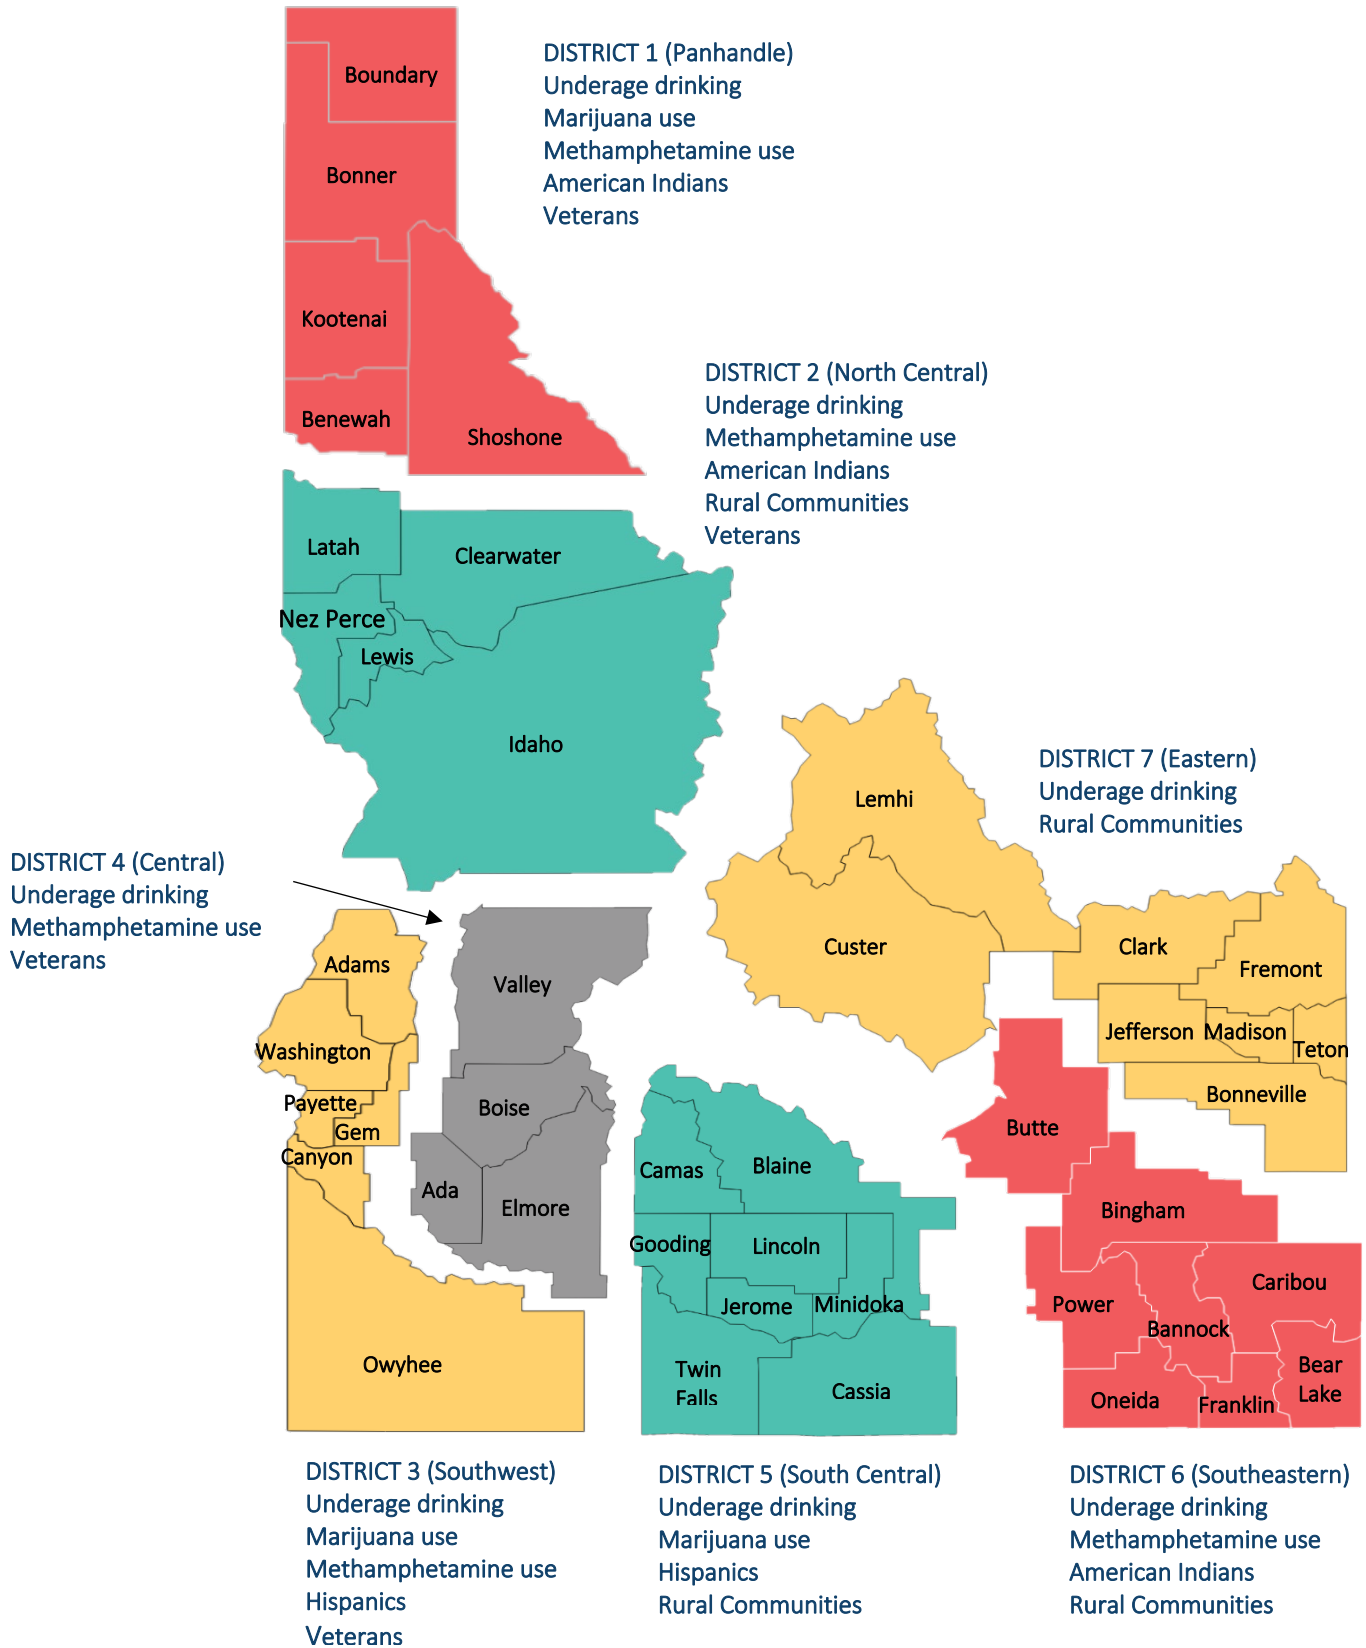 Boundary
Bonner
Kootenai
Benewah
Shoshone
DISTRICT 1 (Panhandle)
Underage drinking
Marijuana use
Methamphetamine use
American Indians
Veterans
DISTRICT 2 (North Central)
Underage drinking
Methamphetamine use
American Indians
Rural Communities
Veterans
Latah
Clearwater
Nez Perce
Lewis
Idaho
DISTRICT 7 (Eastern)
Underage drinking
Rural Communities
Lemhi
Custer
Clark
Fremont
Jefferson
Madison
Teton
Bonneville
DISTRICT 4 (Central)
Underage drinking
Methamphetamine use
Veterans
Valley
Boise
Ada
Elmore
Adams
Washington
Payette
Gem
Canyon
Owyhee
DISTRICT 3 (Southwest)
Underage drinking
Marijuana use
Methamphetamine use
Hispanics
Veterans
Camas
Blaine
Gooding
Lincoln
Jerome
Minidoka
Twin
Falls
Cassia
DISTRICT 5 (South Central)
Underage drinking
Marijuana use
Hispanics
Rural Communities
Butte
Bingham
Power
Bannock
Caribou
Oneida
Franklin
Bear
Lake
DISTRICT 6 (Southeastern)
Underage drinking
Methamphetamine use
American Indians
Rural Communities